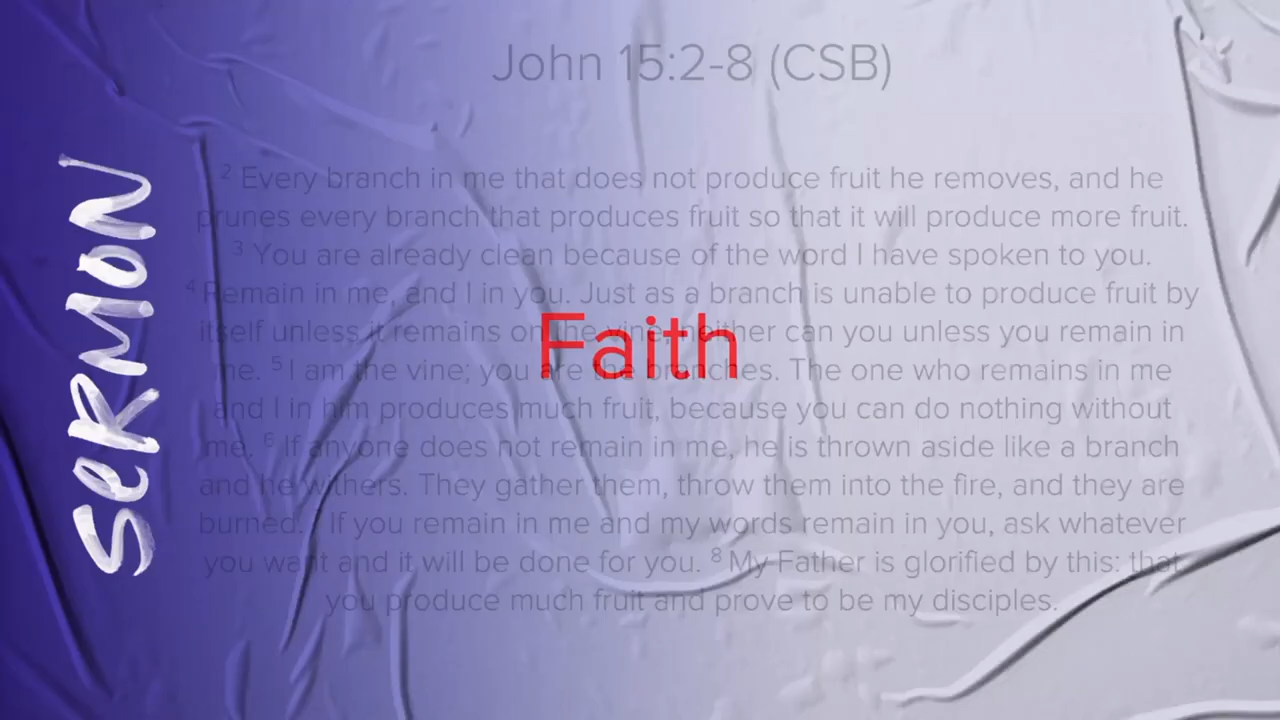 SERMON
John 15:2-8 (CSB)
2 Every branch in me that does not produce fruit he removes, and he
prunes every branch that produces fruit so that it will produce more fruit.
3 You are already clean because of the word I have spoken to you.
4 Remain in me, and I in you. Just as a branch is unable to produce fruit by
itself unless it remains on the vine, neither can you unless you remain in
me. 5 I am the vine; you are the branches. The one who remains in me
and I in him produces much fruit, because you can do nothing without
me. 6 If anyone does not remain in me, he is thrown aside like a branch
and he withers. They gather them, throw them into the fire, and they are
burned. 7 If you remain in me and my words remain in you, ask whatever
you want and it will be done for you. 8 My Father is glorified by this: that
you produce much fruit and prove to be my disciples.
Faith